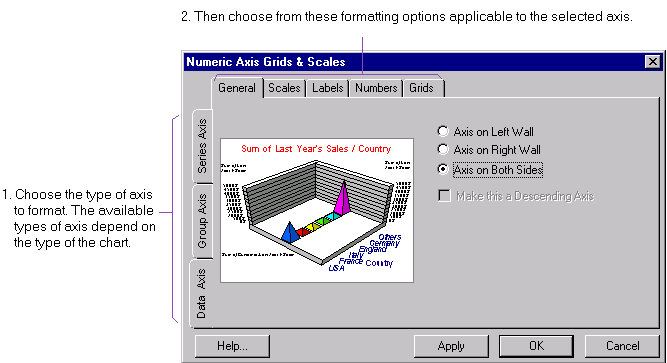 2. Then choose from these formatting options applicable to the selected axis.
Numeric Axis Grids & Scales
General Scales Labels Numbers Grids
1. Choose the type of axis
to format. The available
types of axis depend on
the type of the chart.
Series Axis
Group Axis
Data Axis
Sum of Last Year's Sales / Country
Others
Germany
England
Italy
France
USA
Country
Axis on Left Wall
Axis on Right Wall
Axis on Both Sides
Make this a Descending Axis
Help...
Apply
OK
Cancel